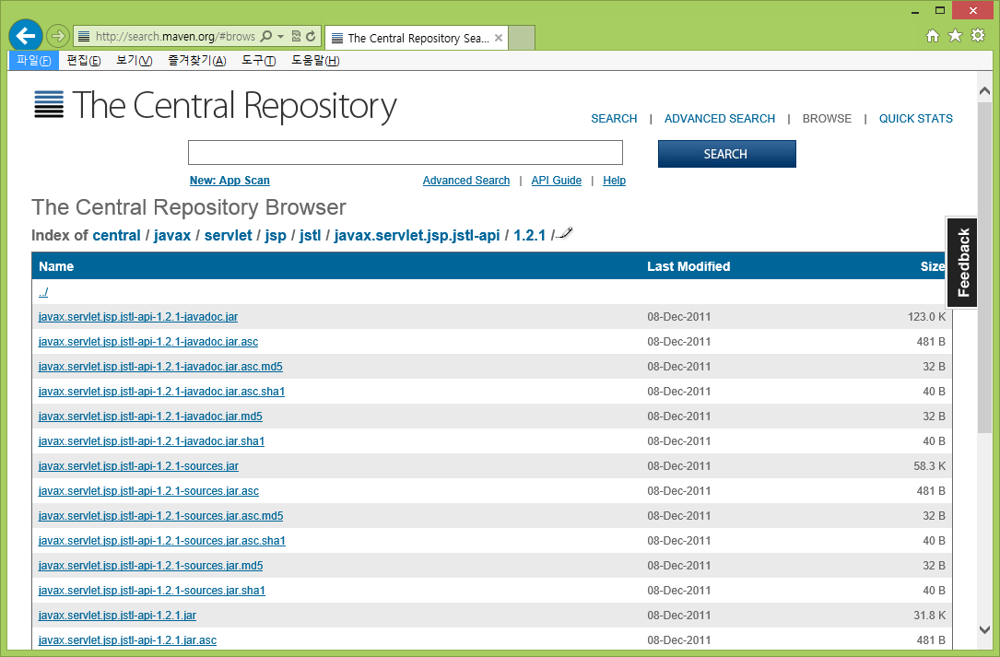 http://search.maven.org/#brows
The Central Repository Sea...
파일(F) 편집(E) 보기(V) 즐겨찾기(A) 도구(T) 도움말(H)
The Central Repository
SEARCH | ADVANCED SEARCH | BROWSE | QUICK STATS
SEARCH
New: App Scan Advanced Search | API Guide | Help
The Central Repository Browser
Index of central / javax / servlet / jsp / jstl / javax.servlet.jsp.jstl-api / 1.2.1 /
Feedback
Name Last Modified Size
../
javax.servlet.jsp.jstl-api-1.2.1-javadoc.jar 08-Dec-2011 123.0 K
javax.servlet.jsp.jstl-api-1.2.1-javadoc.jar.asc 08-Dec-2011 481 B
javax.servlet.jsp.jstl-api-1.2.1-javadoc.jar.asc.md5 08-Dec-2011 32 B
javax.servlet.jsp.jstl-api-1.2.1-javadoc.jar.asc.sha1 08-Dec-2011 40 B
javax.servlet.jsp.jstl-api-1.2.1-javadoc.jar.md5 08-Dec-2011 32 B
javax.servlet.jsp.jstl-api-1.2.1-javadoc.jar.sha1 08-Dec-2011 40 B
javax.servlet.jsp.jstl-api-1.2.1-sources.jar 08-Dec-2011 58.3 K
javax.servlet.jsp.jstl-api-1.2.1-sources.jar.asc 08-Dec-2011 481 B
javax.servlet.jsp.jstl-api-1.2.1-sources.jar.asc.md5 08-Dec-2011 32 B
javax.servlet.jsp.jstl-api-1.2.1-sources.jar.asc.sha1 08-Dec-2011 40 B
javax.servlet.jsp.jstl-api-1.2.1-sources.jar.md5 08-Dec-2011 32 B
javax.servlet.jsp.jstl-api-1.2.1-sources.jar.sha1 08-Dec-2011 40 B
javax.servlet.jsp.jstl-api-1.2.1.jar 08-Dec-2011 31.8 K
javax.servlet.jsp.jstl-api-1.2.1.jar.asc 08-Dec-2011 481 B